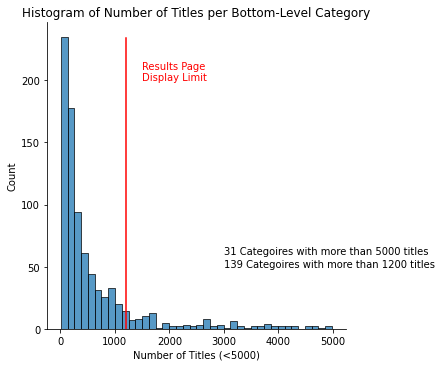 Histogram of Number of Titles per Bottom-Level Category
200
150
100
50
0
Count
Results Page
Display Limit
31 Categoires with more than 5000 titles
139 Categoires with more than 1200 titles
0 1000 2000 3000 4000 5000
Number of Titles (<5000)